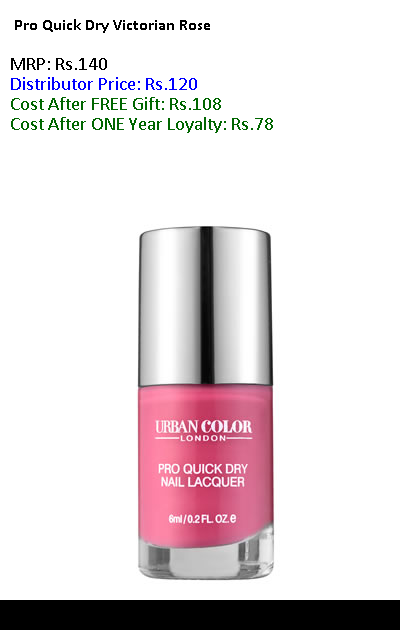 Pro Quick Dry Victorian Rose
MRP: Rs.140
Distributor Price: Rs.120
Cost After FREE Gift: Rs.108
Cost After ONE Year Loyalty: Rs.78
URBAN COLOR
LONDON
PRO QUICK DRY
NAIL LACQUER
6ml/0.2 FL. OZ. e